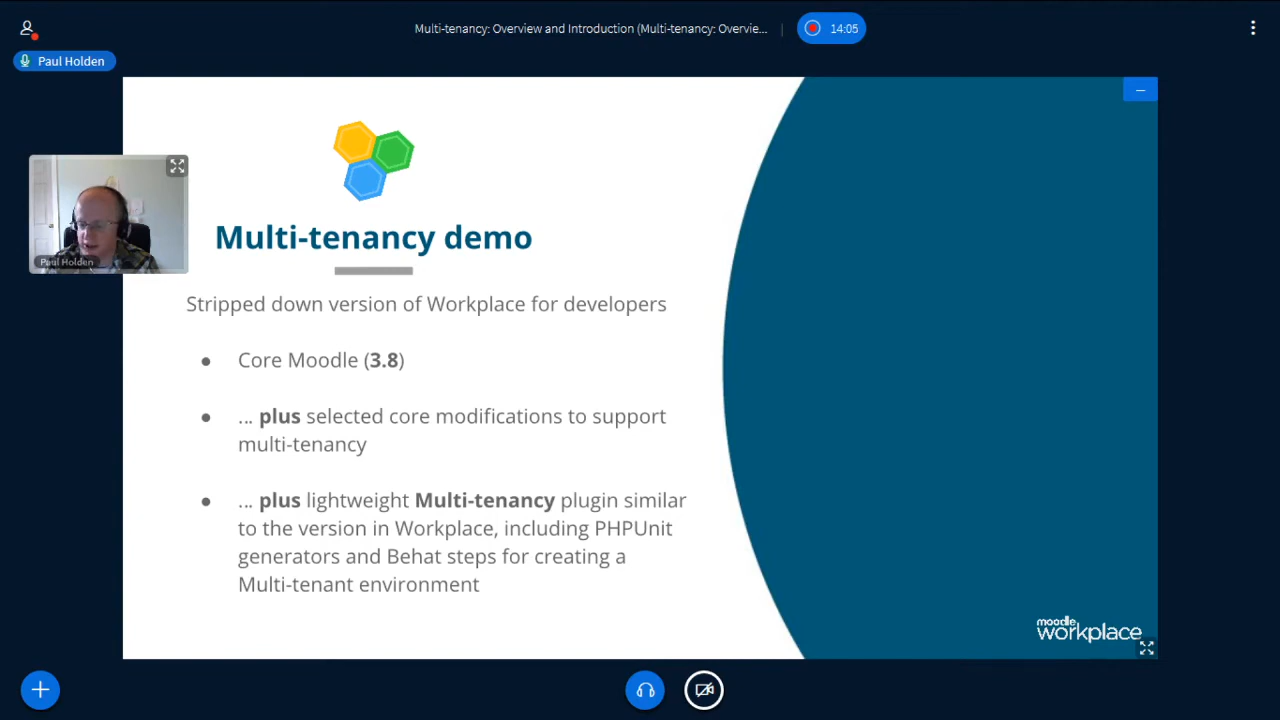 Multi-tenancy: Overview and Introduction (Multi-tenancy: Overvie...
14:05
Paul Holden
Paul Holden
Multi-tenancy demo
Stripped down version of Workplace for developers
● Core Moodle (3.8)
● ... plus selected core modifications to support
multi-tenancy
● ... plus lightweight Multi-tenancy plugin similar
to the version in Workplace, including PHPUnit
generators and Behat steps for creating a
Multi-tenant environment
moodle
workplace